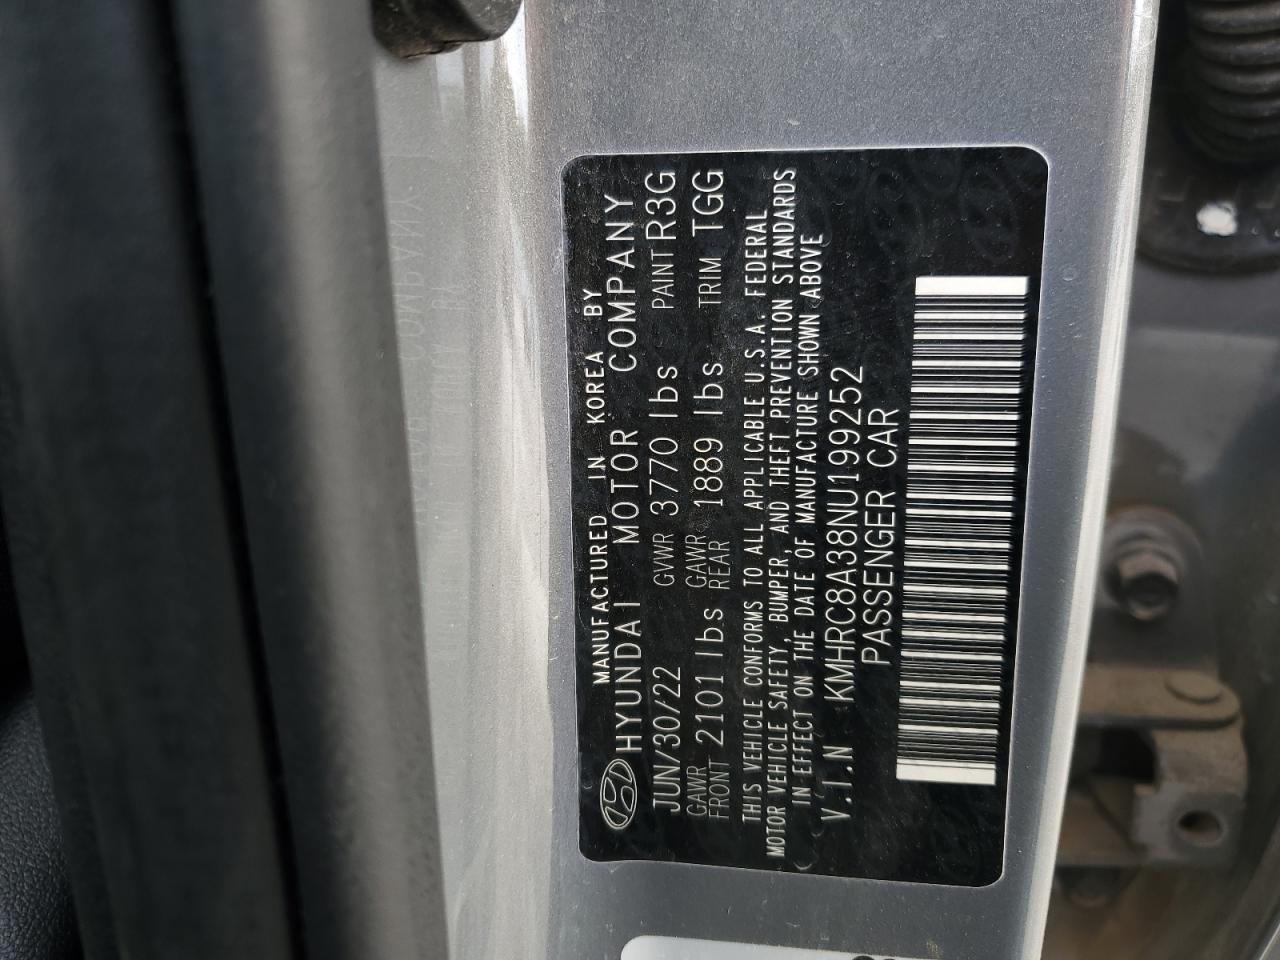 MANUFACTURED IN KOREA BY
HYUNDAI MOTOR COMPANY
JUN/30/22 GVWR 3770 lbs PAINT R3G
GAWR FRONT 2101 lbs GAWR REAR 1889 lbs TRIM TGG
THIS VEHICLE CONFORMS TO ALL APPLICABLE U.S.A. FEDERAL
MOTOR VEHICLE SAFETY, BUMPER, AND THEFT PREVENTION STANDARDS
IN EFFECT ON THE DATE OF MANUFACTURE SHOWN ABOVE
V.I.N KMHRC8A38NU199252
PASSENGER CAR